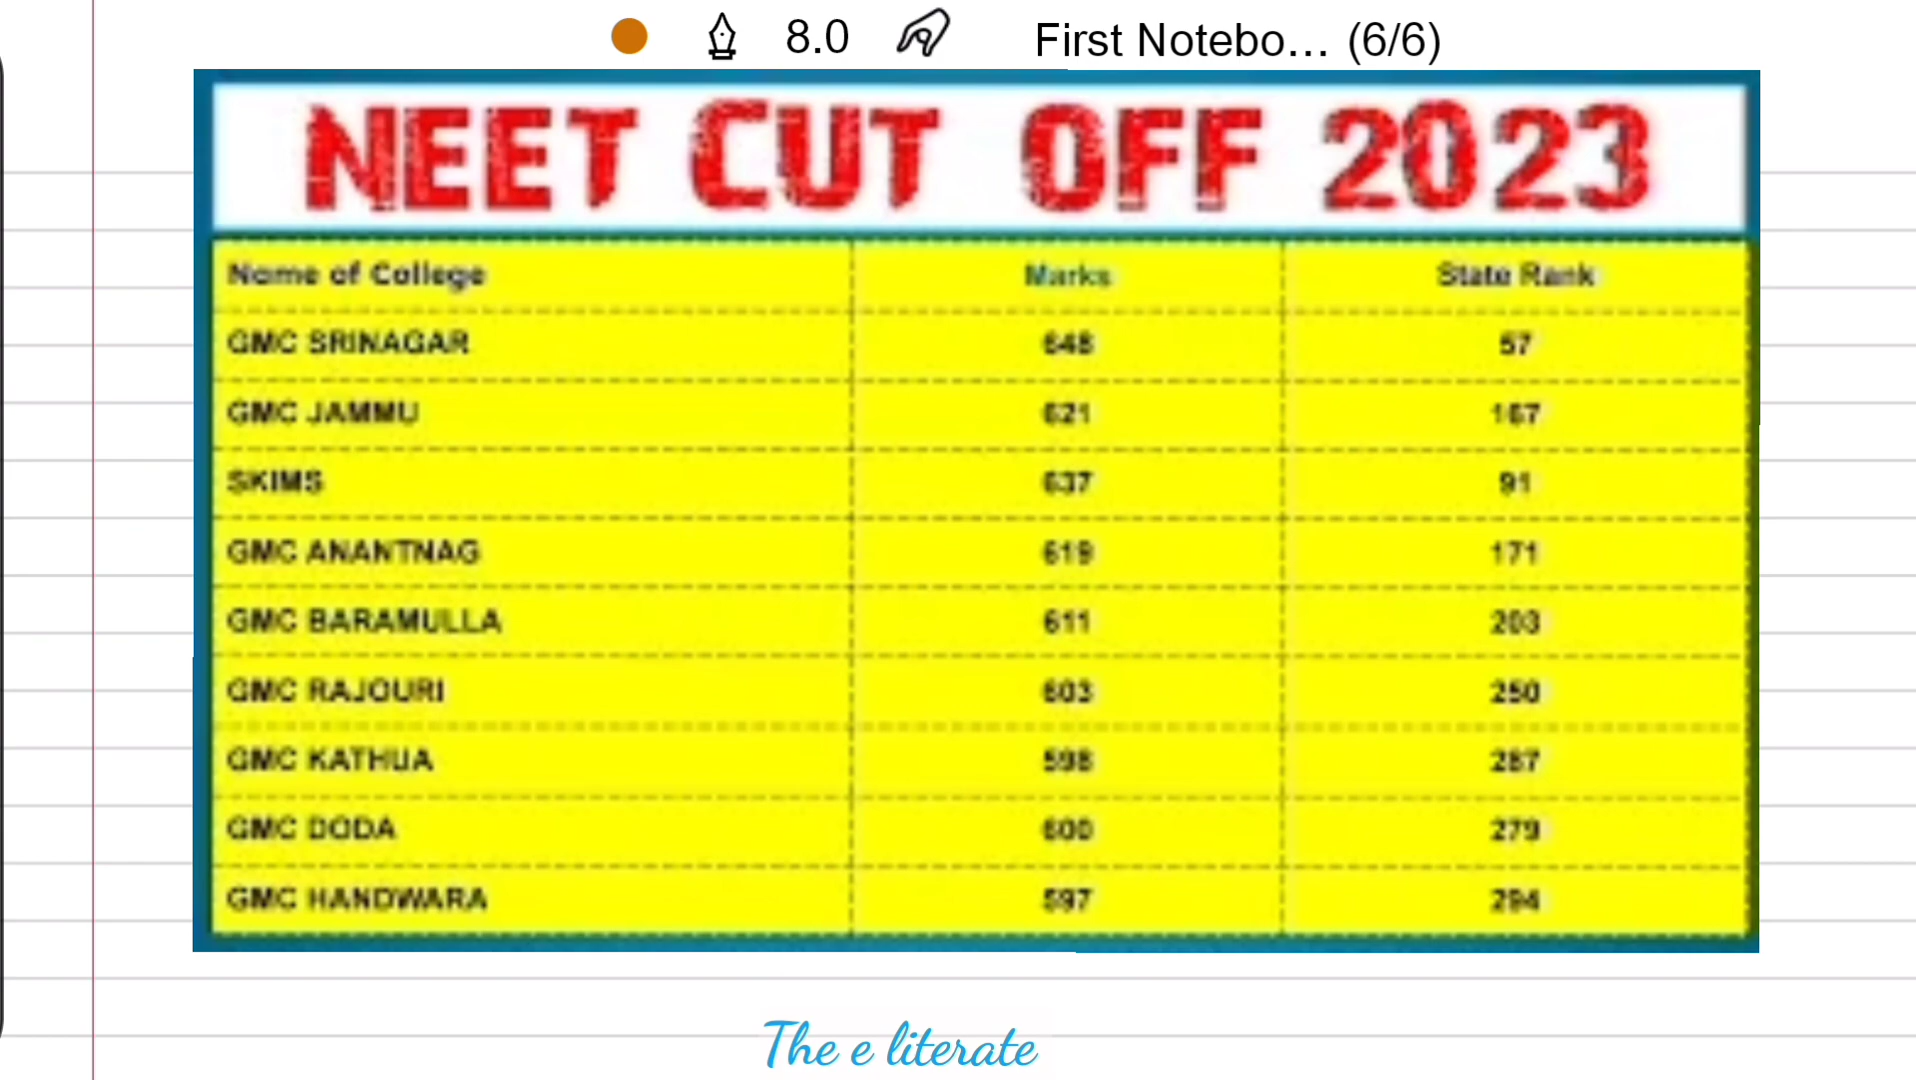 8.0 First Notebo... (6/6)
NEET CUT OFF 2023
Name of College Marks State Rank
GMC SRINAGAR 648 57
GMC JAMMU 621 167
SKIMS 637 91
GMC ANANTNAG 619 171
GMC BARAMULLA 611 203
GMC RAJOURI 603 250
GMC KATHUA 598 287
GMC DODA 600 279
GMC HANDWARA 597 294
The e literate